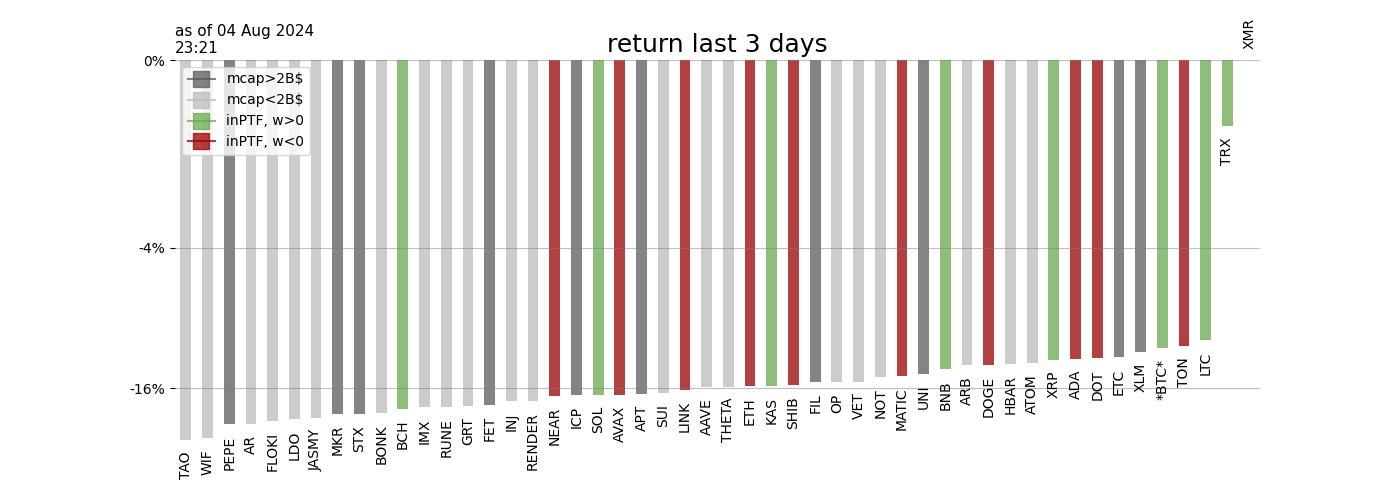 as of 04 Aug 2024
23:21
return last 3 days
XMR
0%
-4%
-16%
mcap>2B$
mcap<2B$
inPTF, w>0
inPTF, w<0
TAO
WIF
PEPE
AR
FLOKI
LDO
JASMY
MKR
STX
BONK
BCH
IMX
RUNE
GRT
FET
INJ
RENDER
NEAR
ICP
SOL
AVAX
APT
SUI
LINK
AAVE
THETA
ETH
KAS
SHIB
FIL
OP
VET
NOT
MATIC
UNI
BNB
ARB
DOGE
HBAR
ATOM
XRP
ADA
DOT
ETC
XLM
*BTC*
TON
LTC
TRX